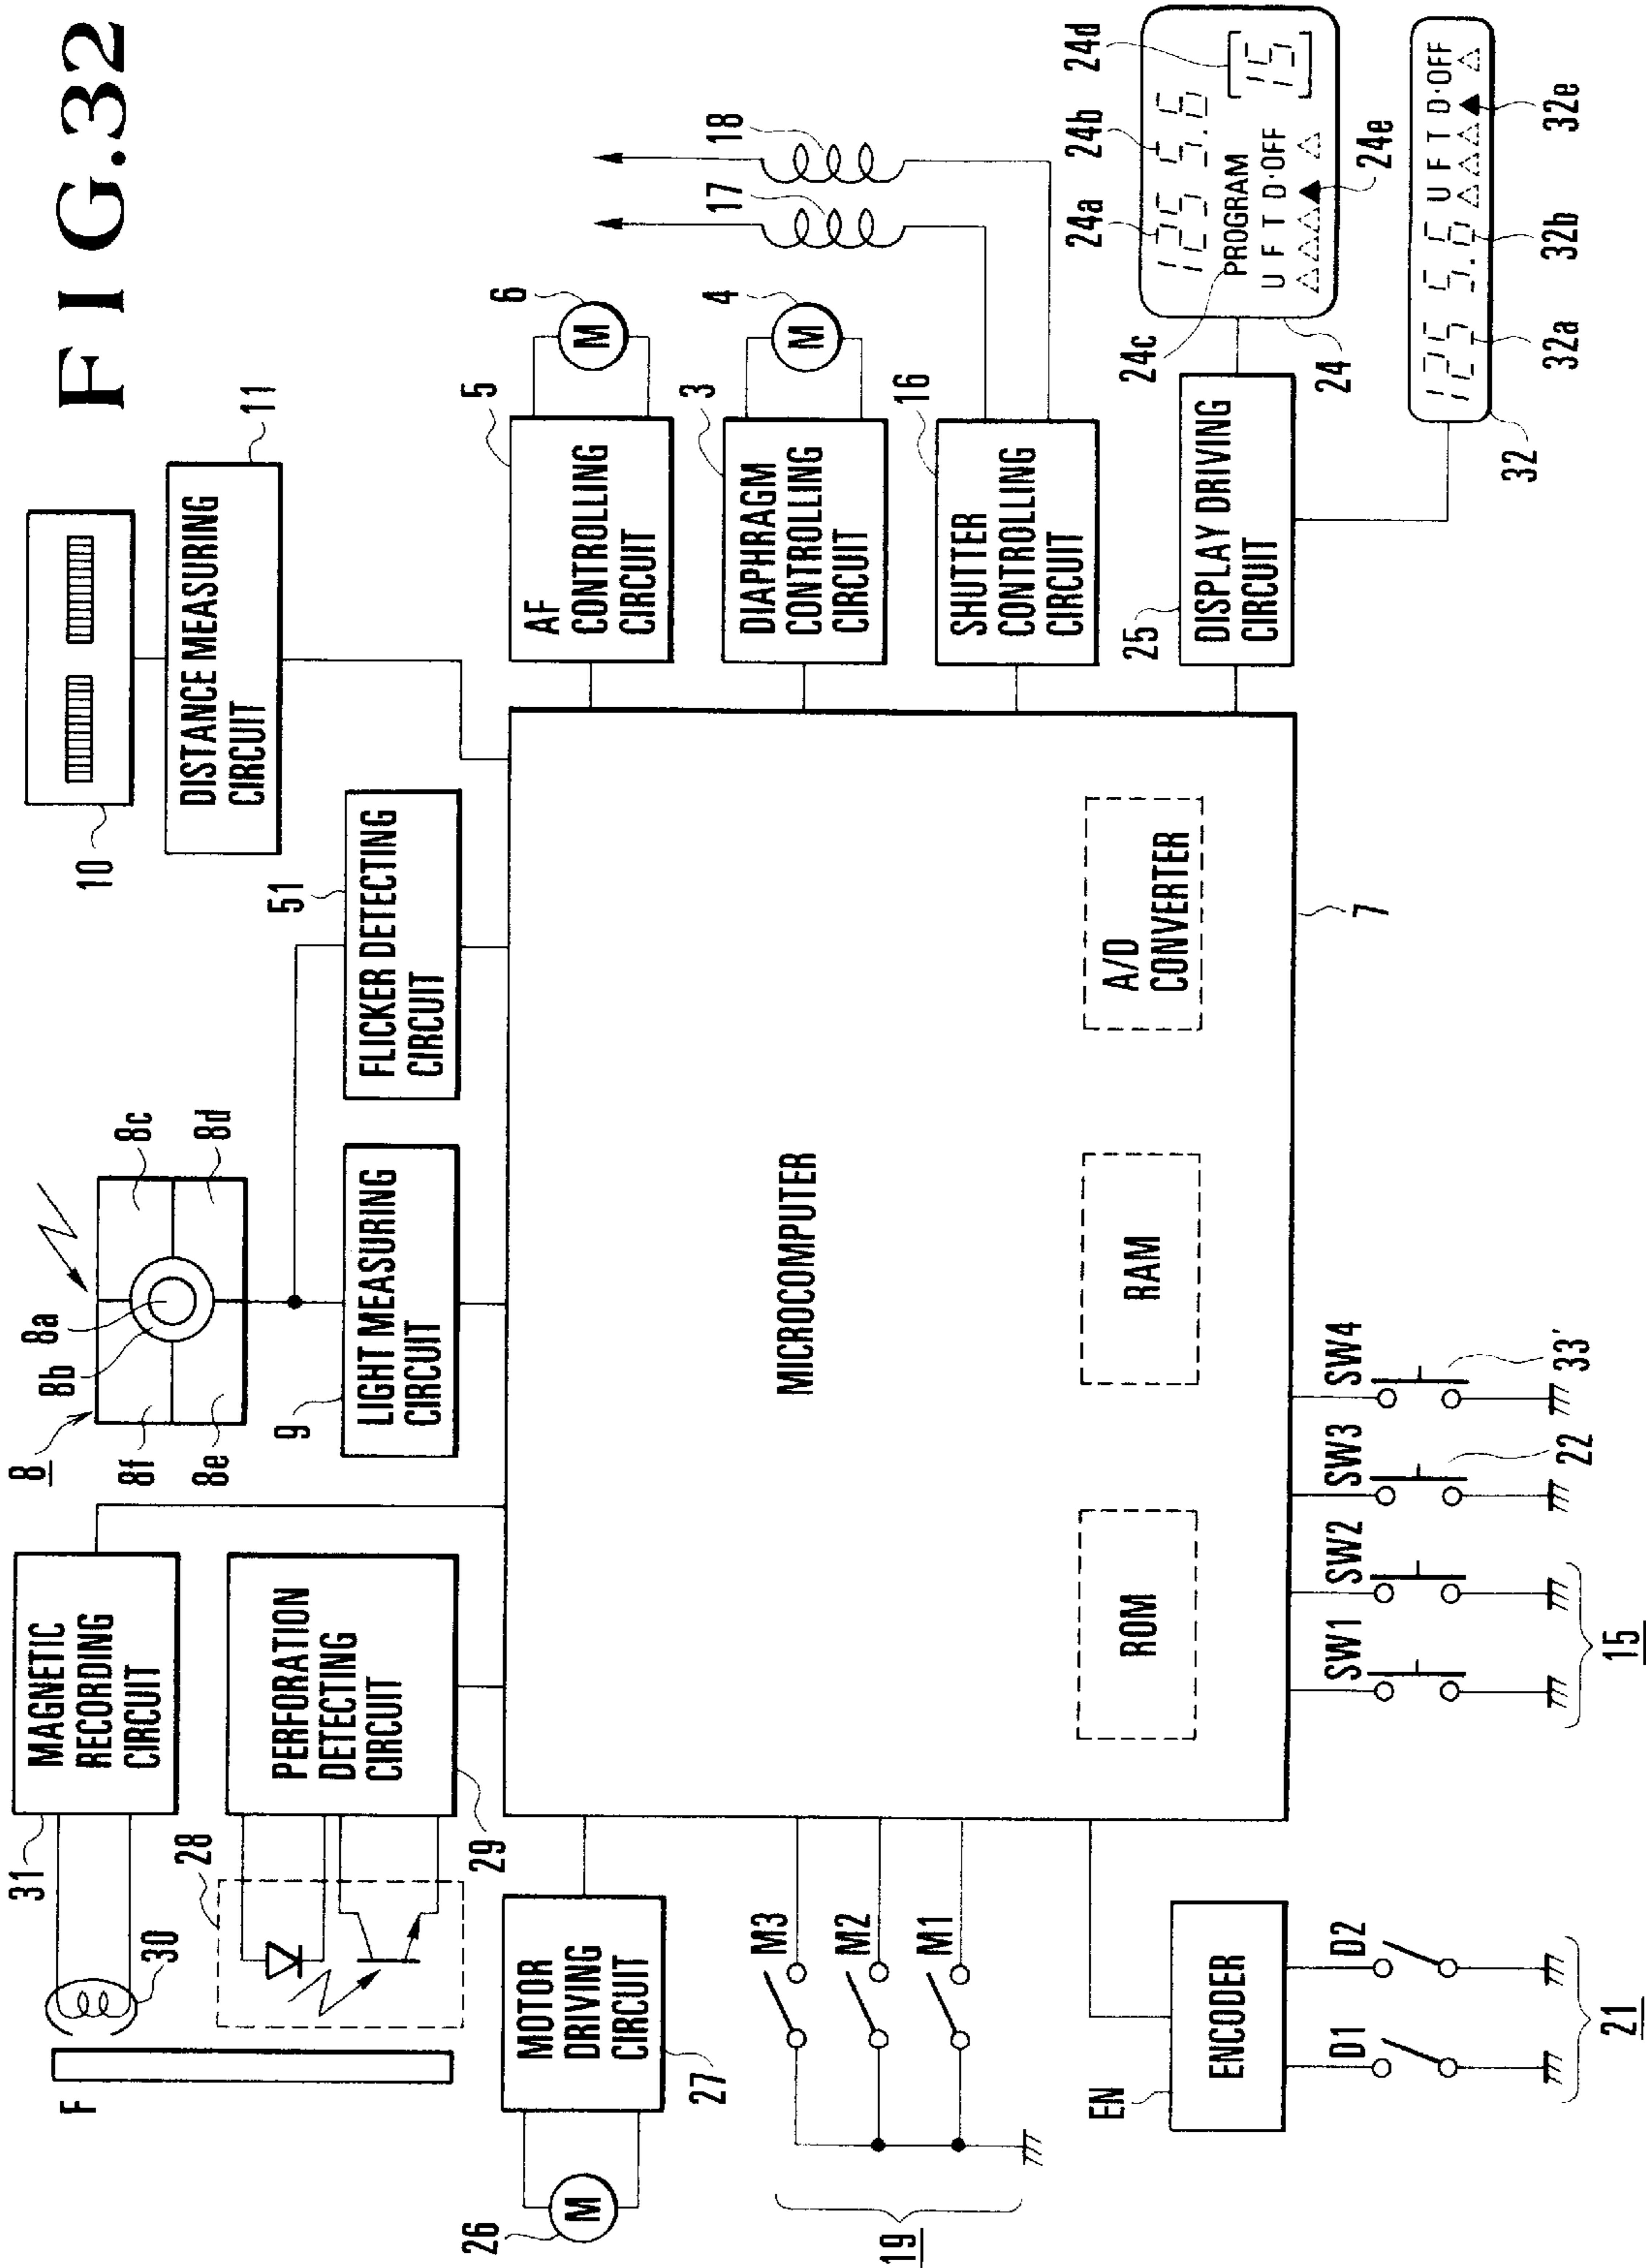 FIG.32
31
MAGNETIC
RECORDING
CIRCUIT
30
F
28
PERFORATION
DETECTING
CIRCUIT
29
8
8a
8b
8c
8d
8e
8f
9
LIGHT MEASURING
CIRCUIT
51
FLICKER DETECTING
CIRCUIT
10
11
DISTANCE MEASURING
CIRCUIT
26
M
MOTOR
DRIVING
CIRCUIT
27
5
AF
CONTROLLING
CIRCUIT
6
M
3
DIAPHRAGM
CONTROLLING
CIRCUIT
4
M
16
SHUTTER
CONTROLLING
CIRCUIT
17
18
19
M3
M2
M1
MICROCOMPUTER
ROM
RAM
A/D
CONVERTER
7
25
DISPLAY DRIVING
CIRCUIT
24c
24a
24b
24d
125 5.6
PROGRAM
U F T D·OFF
[15]
24
24e
125 5.6 U F T D·OFF
32
32a
32b
32e
EN
ENCODER
D1
D2
21
SW1
SW2
SW3
SW4
15
22
33'